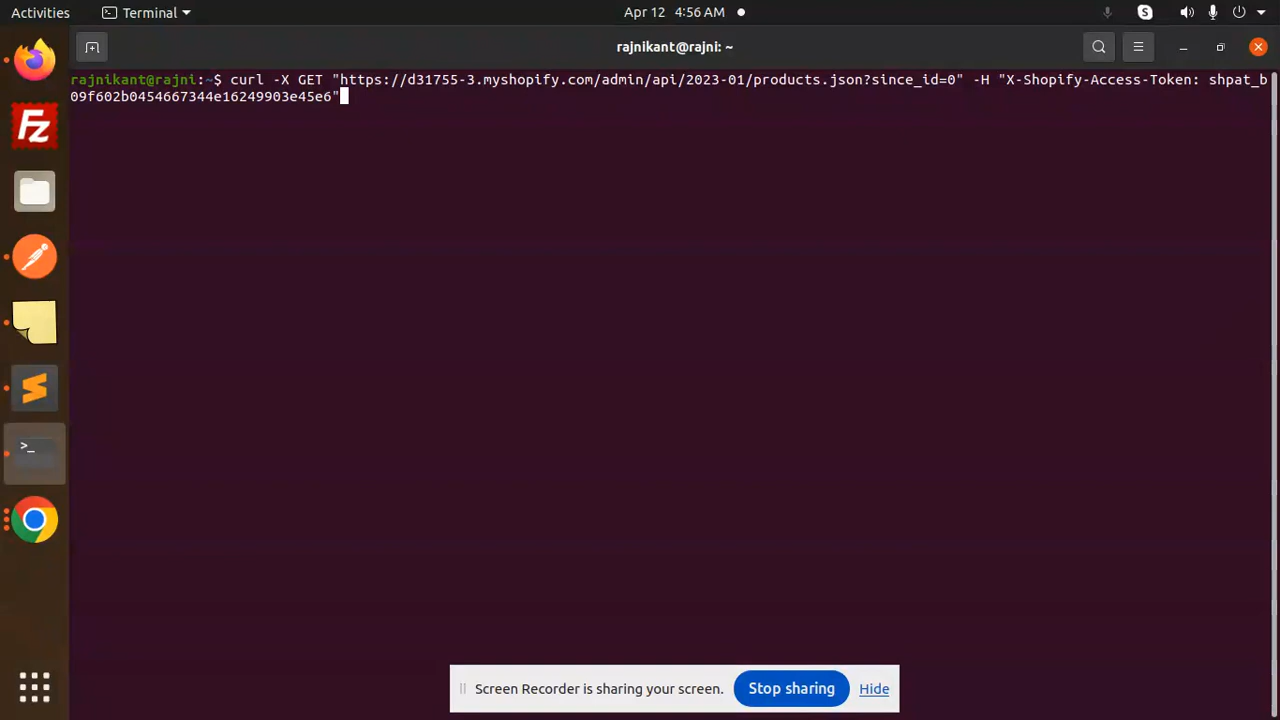 Activities Terminal Apr 12 4:56 AM
rajnikant@rajni: ~
rajnikant@rajni:~$ curl -X GET "https://d31755-3.myshopify.com/admin/api/2023-01/products.json?since_id=0" -H "X-Shopify-Access-Token: shpat_b
09f602b0454667344e16249903e45e6"
Screen Recorder is sharing your screen. Stop sharing Hide